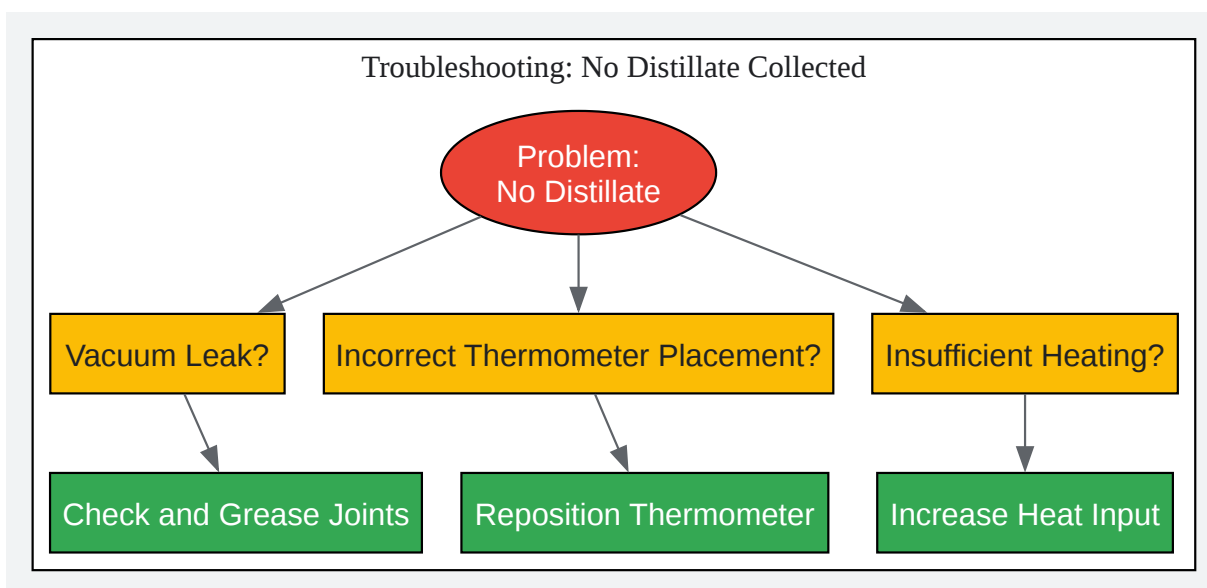 Troubleshooting: No Distillate Collected
Problem:
No Distillate
Vacuum Leak?
Incorrect Thermometer Placement?
Insufficient Heating?
Check and Grease Joints
Reposition Thermometer
Increase Heat Input